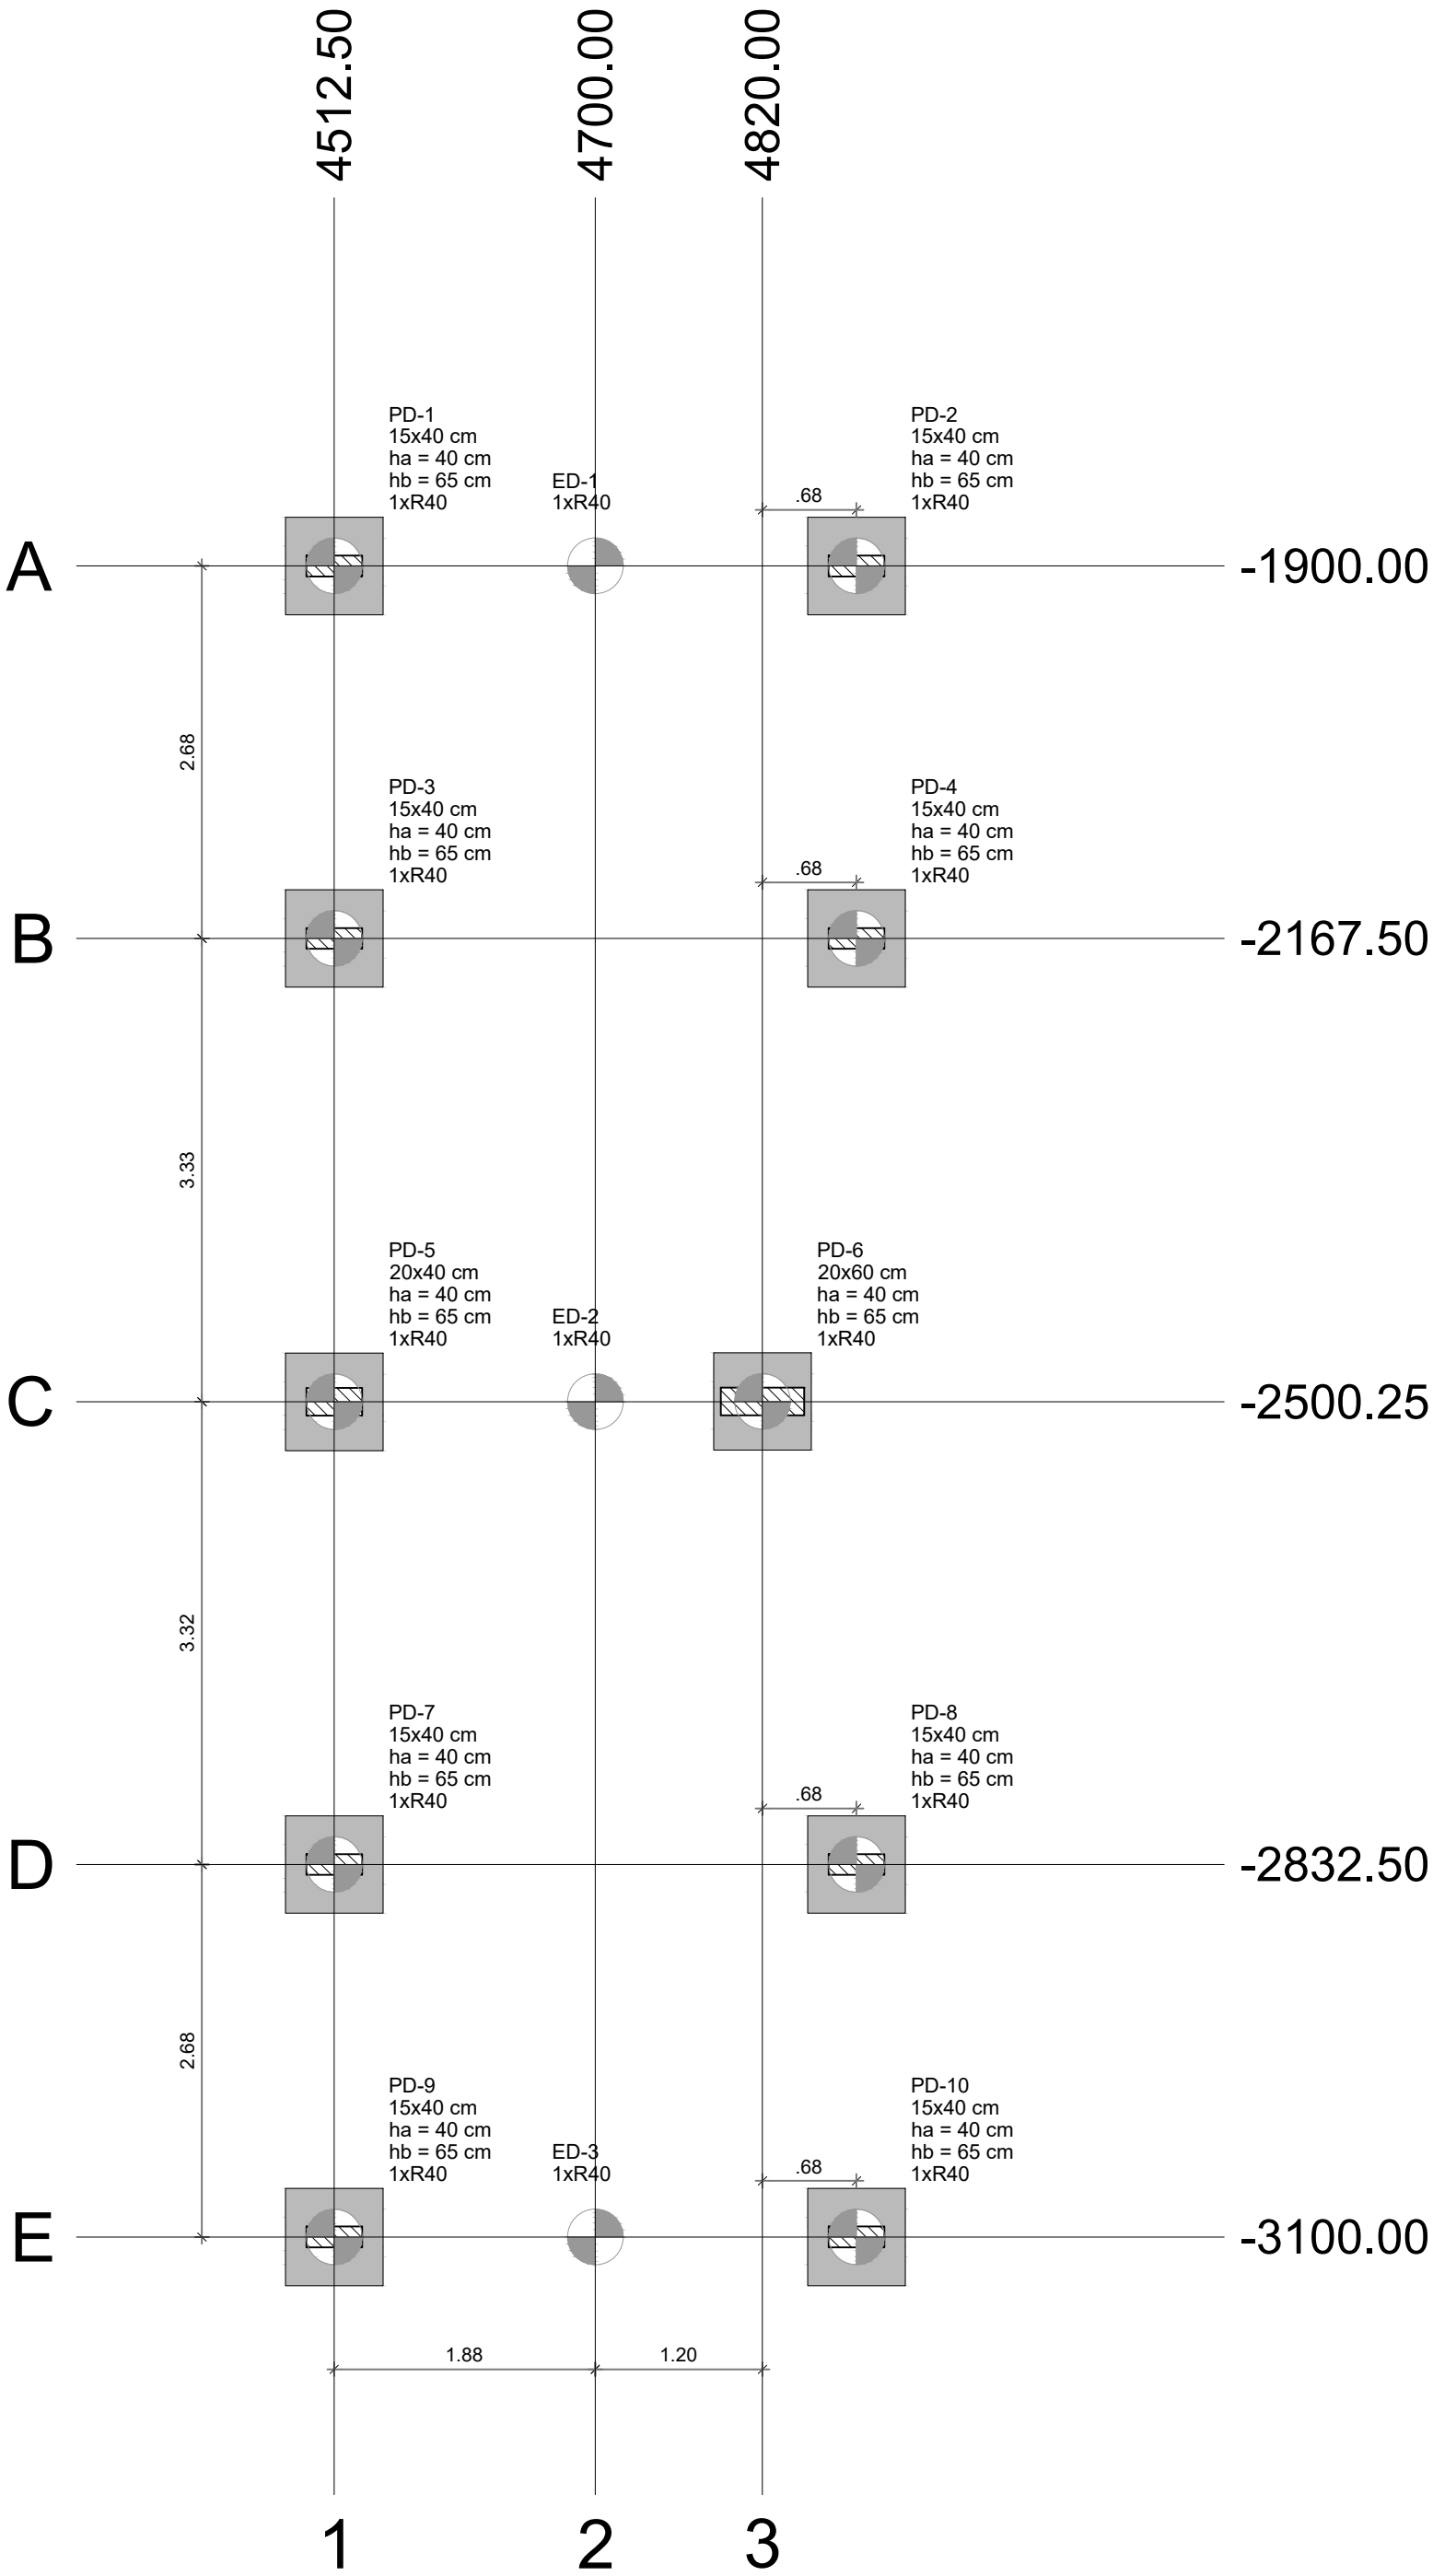 4512.50
4700.00
4820.00
PD-1
15x40 cm
ha = 40 cm
hb = 65 cm
1xR40
ED-1
1xR40
PD-2
15x40 cm
ha = 40 cm
hb = 65 cm
1xR40
.68
A
-1900.00
2.68
PD-3
15x40 cm
ha = 40 cm
hb = 65 cm
1xR40
PD-4
15x40 cm
ha = 40 cm
hb = 65 cm
1xR40
.68
B
-2167.50
3.33
PD-5
20x40 cm
ha = 40 cm
hb = 65 cm
1xR40
ED-2
1xR40
PD-6
20x60 cm
ha = 40 cm
hb = 65 cm
1xR40
C
-2500.25
3.32
PD-7
15x40 cm
ha = 40 cm
hb = 65 cm
1xR40
PD-8
15x40 cm
ha = 40 cm
hb = 65 cm
1xR40
.68
D
-2832.50
2.68
PD-9
15x40 cm
ha = 40 cm
hb = 65 cm
1xR40
ED-3
1xR40
PD-10
15x40 cm
ha = 40 cm
hb = 65 cm
1xR40
.68
E
-3100.00
1.88
1.20
1
2
3